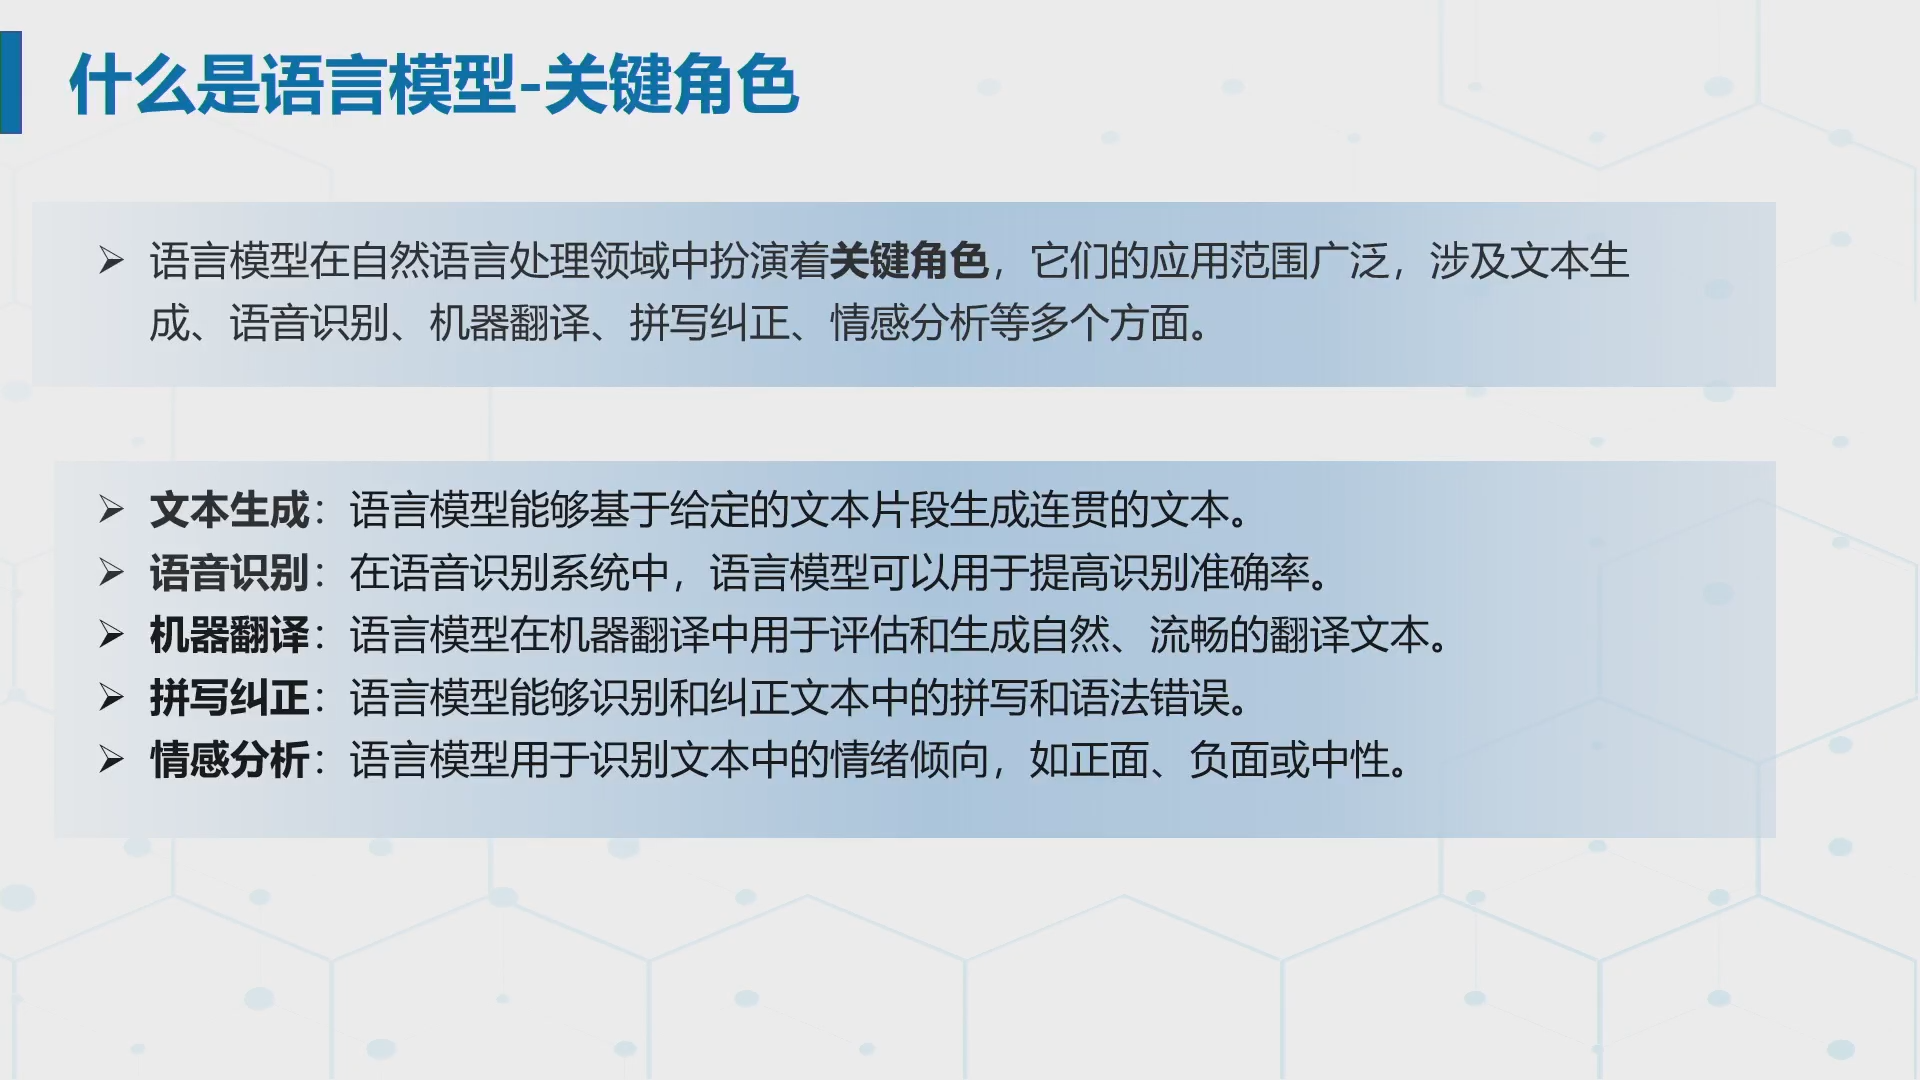 什么是语言模型-关键角色
➢ 语言模型在自然语言处理领域中扮演着关键角色，它们的应用范围广泛，涉及文本生
成、语音识别、机器翻译、拼写纠正、情感分析等多个方面。
➢ 文本生成：语言模型能够基于给定的文本片段生成连贯的文本。
➢ 语音识别：在语音识别系统中，语言模型可以用于提高识别准确率。
➢ 机器翻译：语言模型在机器翻译中用于评估和生成自然、流畅的翻译文本。
➢ 拼写纠正：语言模型能够识别和纠正文本中的拼写和语法错误。
➢ 情感分析：语言模型用于识别文本中的情绪倾向，如正面、负面或中性。